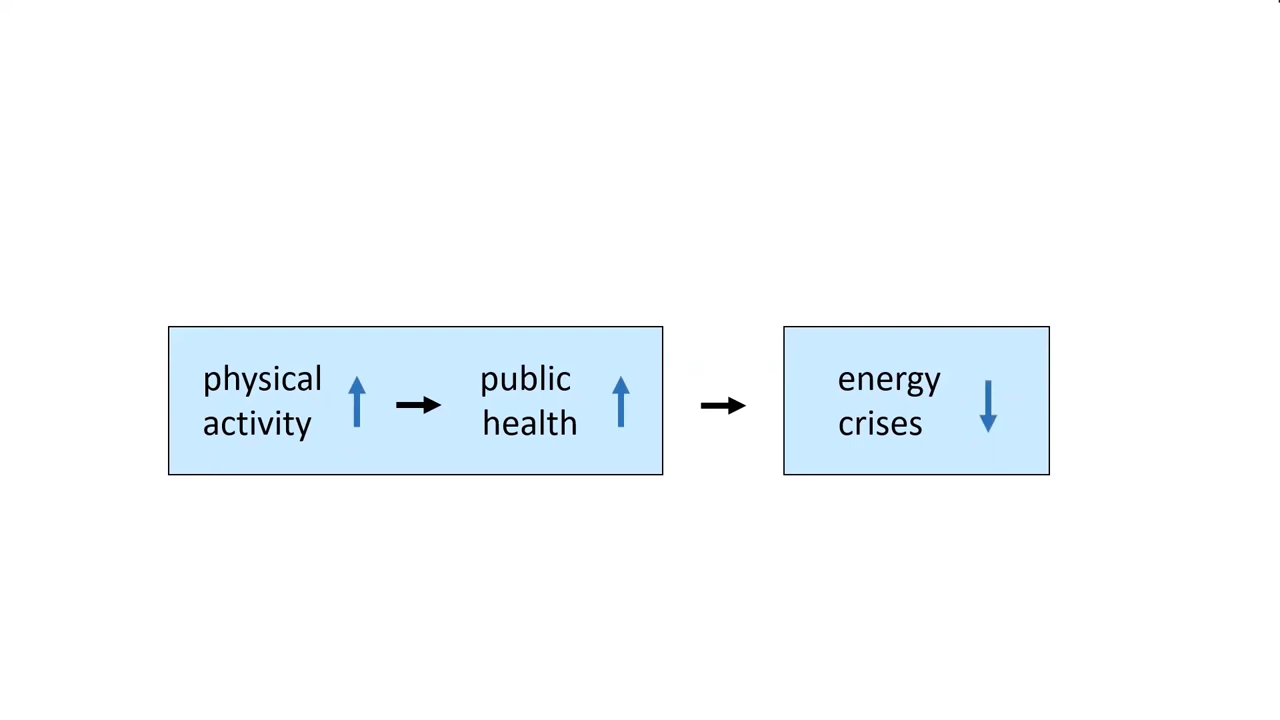 physical
activity
public
health
energy
crises